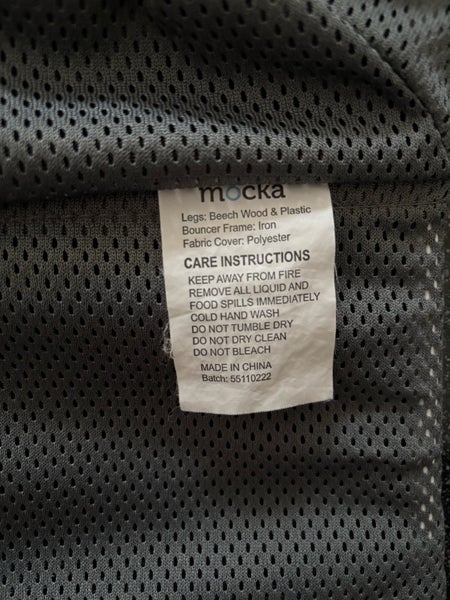 mocka
Legs: Beech Wood & Plastic
Bouncer Frame: Iron
Fabric Cover: Polyester
CARE INSTRUCTIONS
KEEP AWAY FROM FIRE
REMOVE ALL LIQUID AND
FOOD SPILLS IMMEDIATELY
COLD HAND WASH
DO NOT TUMBLE DRY
DO NOT DRY CLEAN
DO NOT BLEACH
MADE IN CHINA
Batch: 55110222